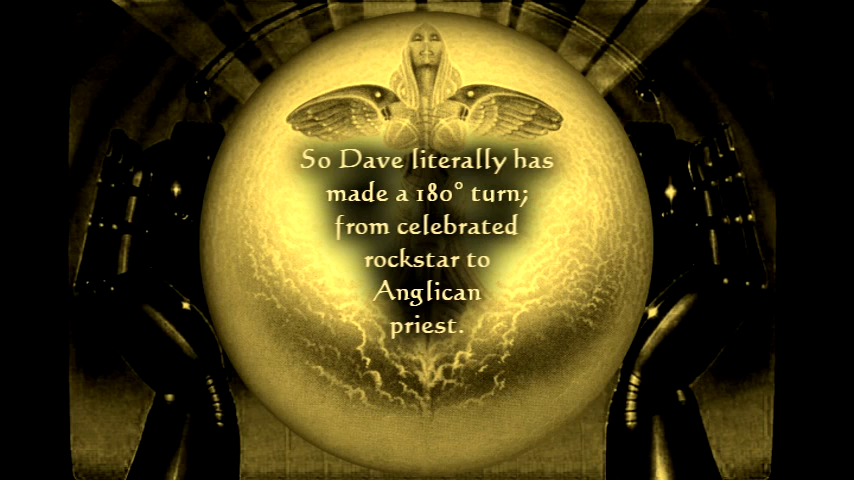 So Dave literally has
made a 180° turn;
from celebrated
rockstar to
Anglican
priest.